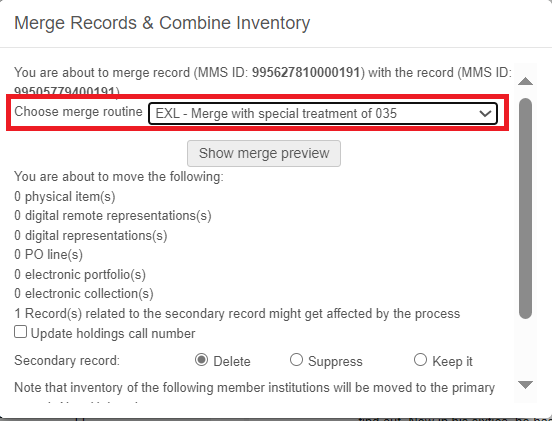 Merge Records & Combine Inventory
You are about to merge record (MMS ID: 995627810000191) with the record (MMS ID:
99505779400191)
Choose merge routine EXL - Merge with special treatment of 035
Show merge preview
You are about to move the following:
0 physical item(s)
0 digital remote representations(s)
0 digital representations(s)
0 PO line(s)
0 electronic portfolio(s)
0 electronic collection(s)
1 Record(s) related to the secondary record might get affected by the process
Update holdings call number
Secondary record: Delete Suppress Keep it
Note that inventory of the following member institutions will be moved to the primary